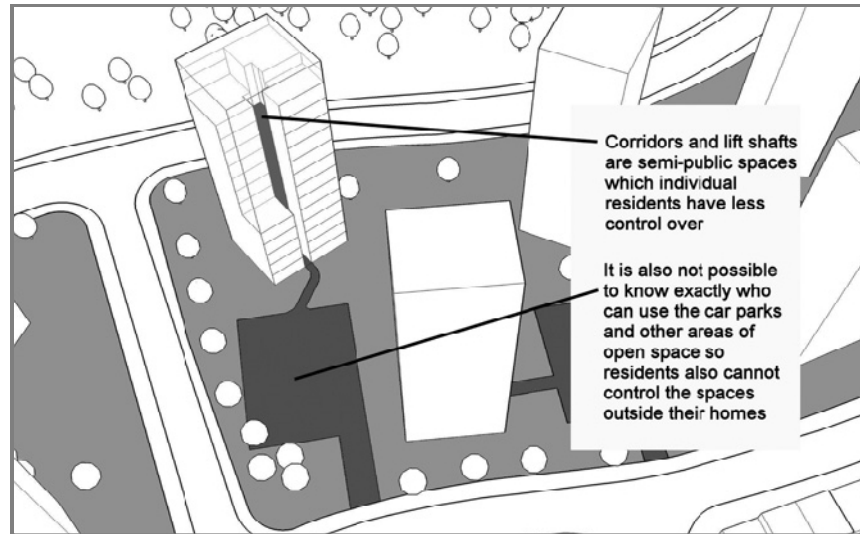 Corridors and lift shafts
are semi-public spaces
which individual
residents have less
control over
It is also not possible
to know exactly who
can use the car parks
and other areas of
open space so
residents also cannot
control the spaces
outside their homes